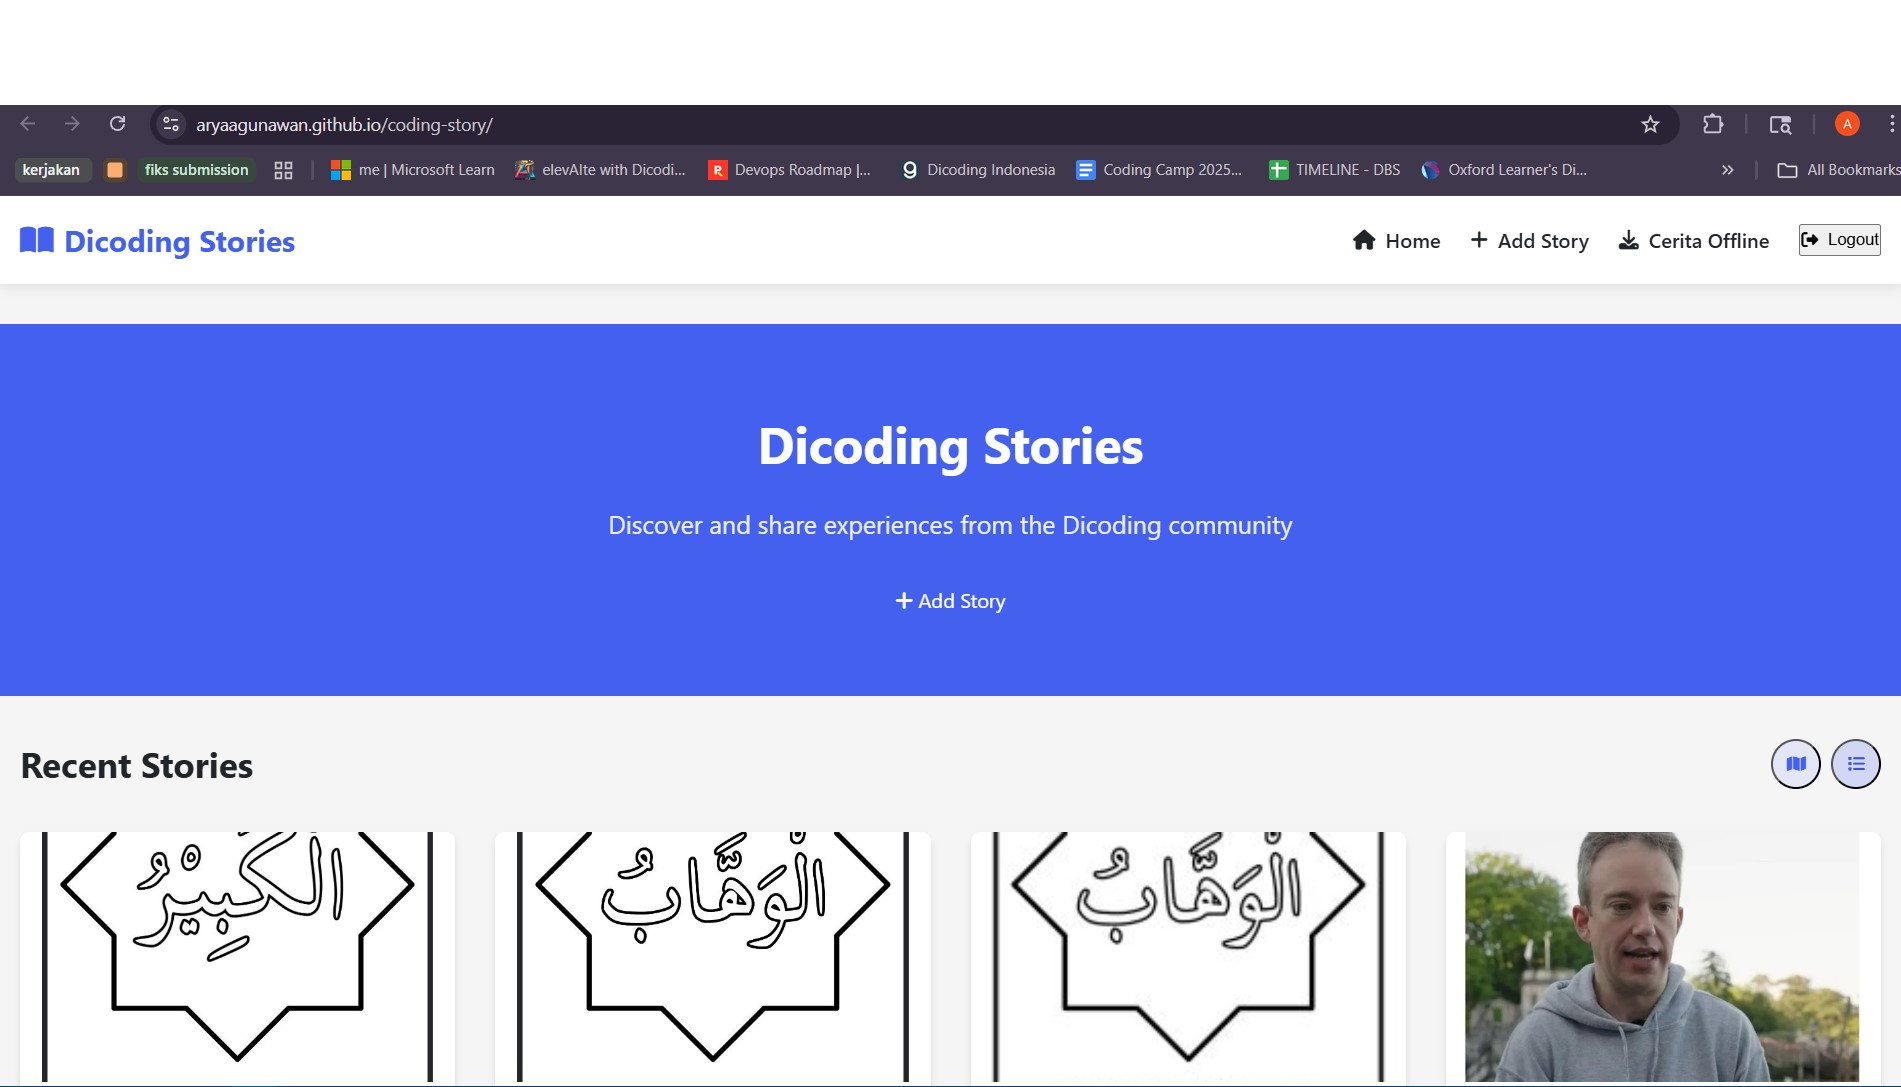 aryaagunawan.github.io/coding-story/
A
kerjakan fiks submission me | Microsoft Learn elevAIte with Dicodi... Devops Roadmap |... Dicoding Indonesia Coding Camp 2025... TIMELINE - DBS Oxford Learner's Di... » All Bookmarks
Dicoding Stories Home Add Story Cerita Offline Logout
Dicoding Stories
Discover and share experiences from the Dicoding community
+ Add Story
Recent Stories
الْكَبِيْرُ الْوَهَّابُ الْوَهَّابُ